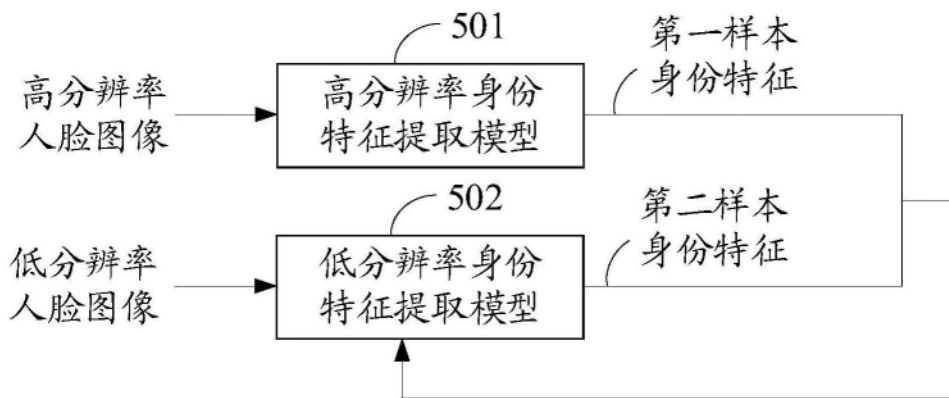 501
第一样本
身份特征
高分辨率
人脸图像
高分辨率身份
特征提取模型
502
第二样本
身份特征
低分辨率
人脸图像
低分辨率身份
特征提取模型